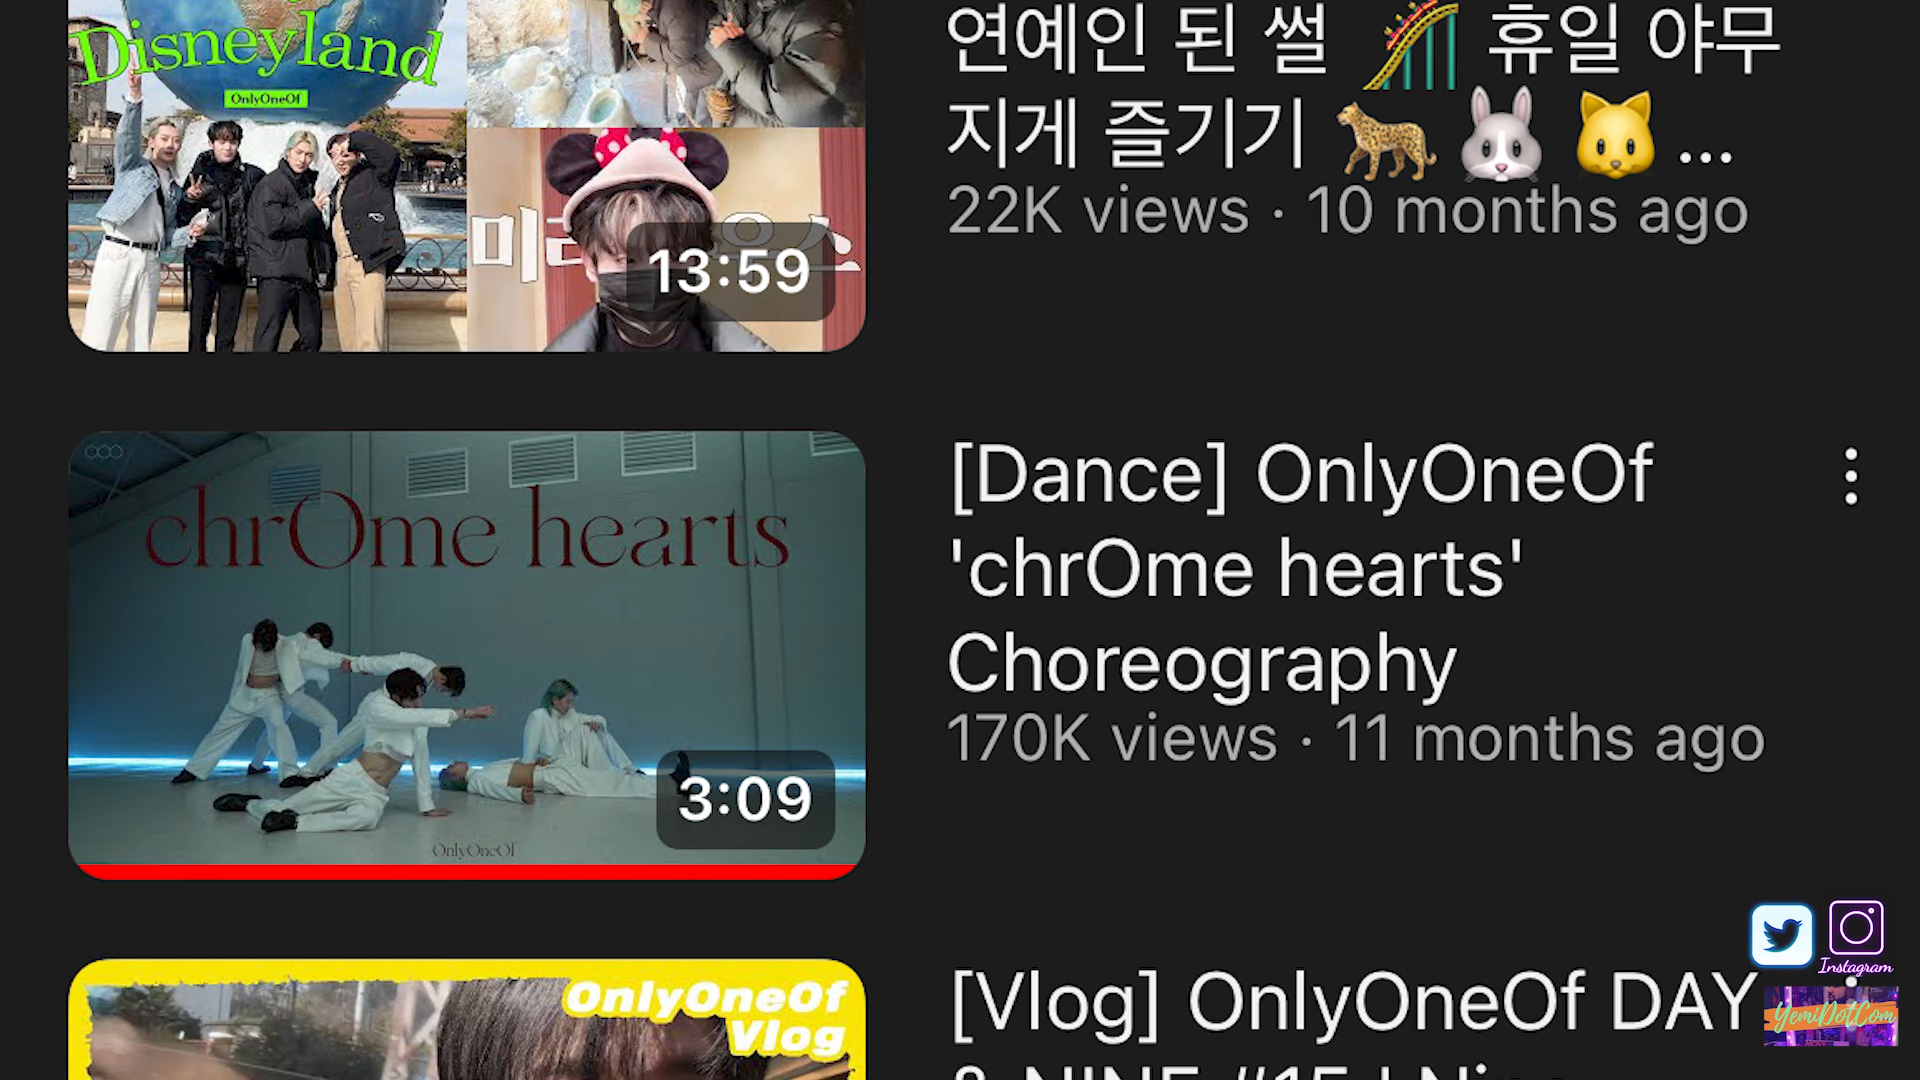 Disneyland
OnlyOneOf
13:59
연예인 된 썰 🎢 휴일 야무
지게 즐기기 🐆🐰🐱 ...
22K views · 10 months ago
chrOme hearts
OnlyOneOf
3:09
[Dance] OnlyOneOf
'chrOme hearts'
Choreography
170K views · 11 months ago
OnlyOneOf
Vlog
[Vlog] OnlyOneOf DAY
Instagram
YemiDotCom